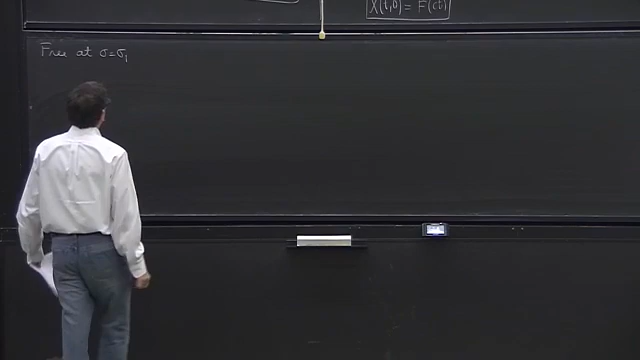 X(t,0) = F(ct)
Free at σ=σ₁